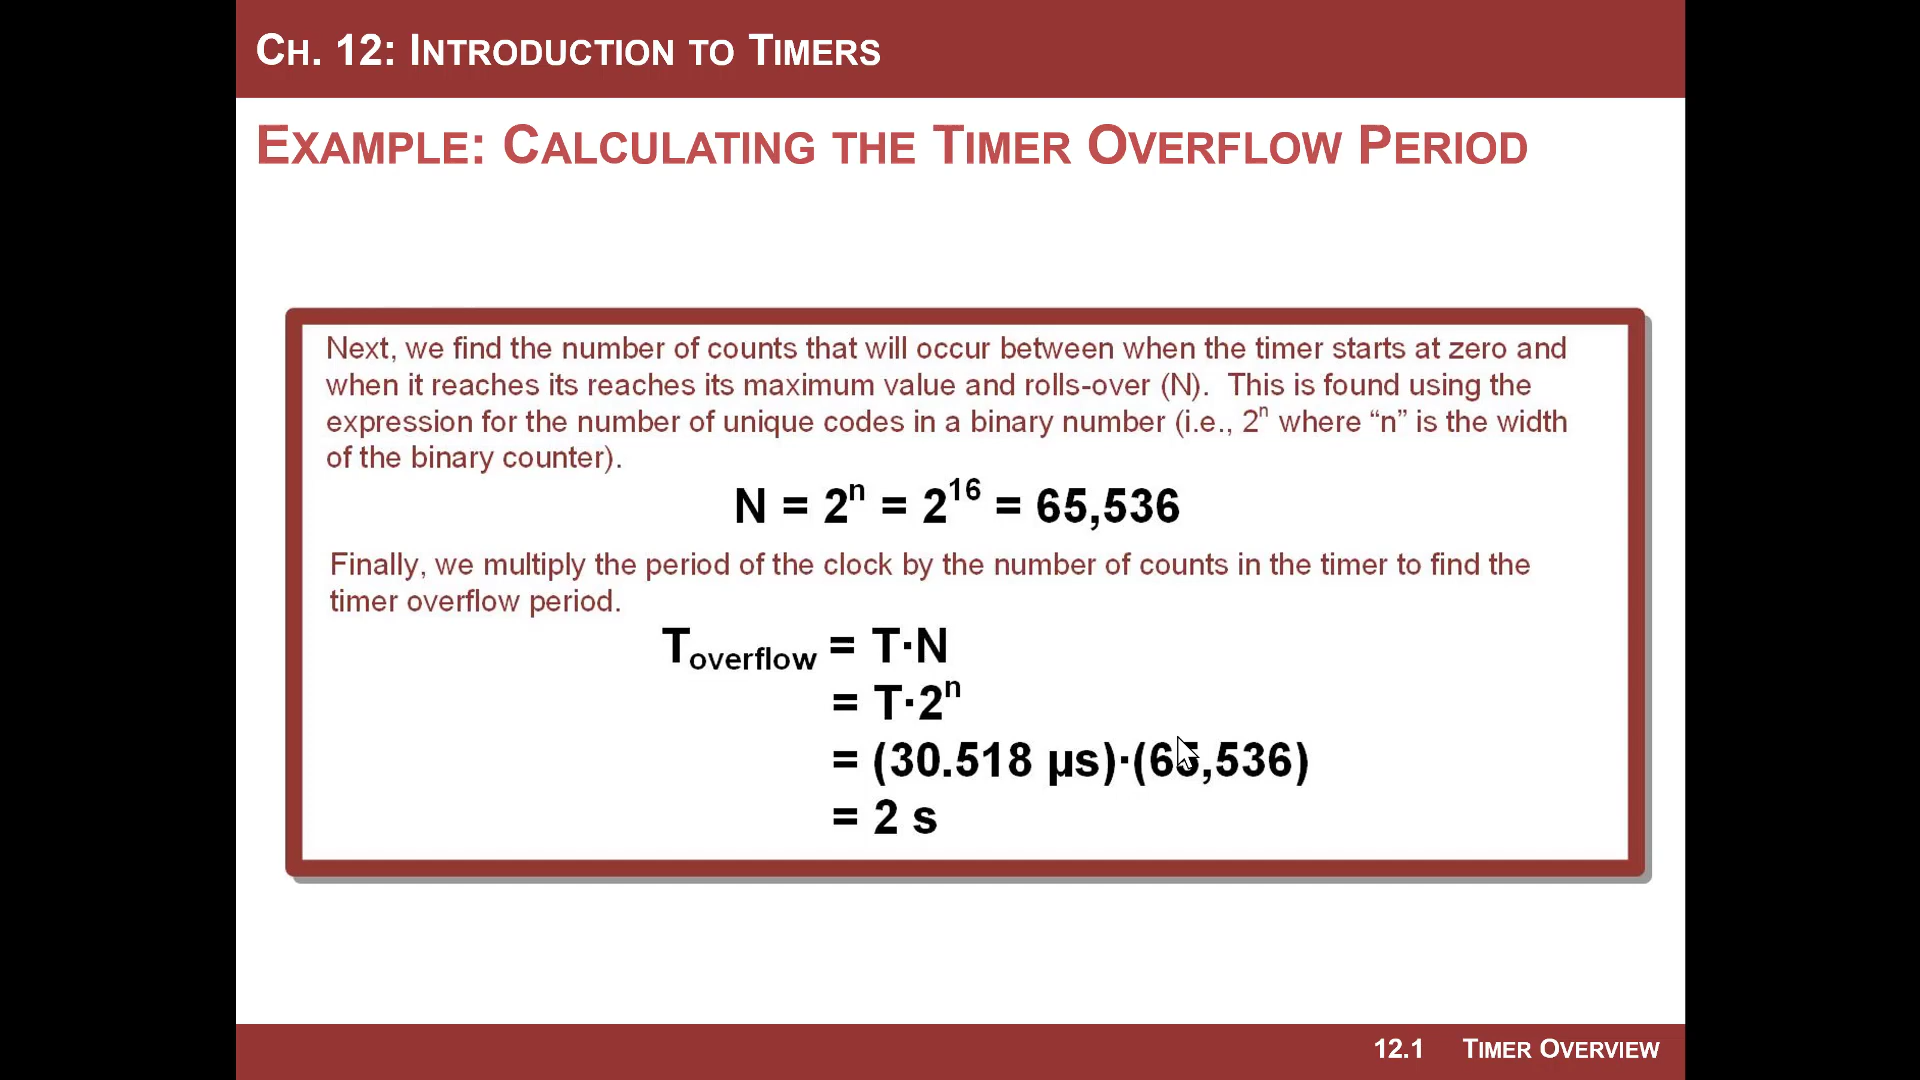 CH. 12: INTRODUCTION TO TIMERS
EXAMPLE: CALCULATING THE TIMER OVERFLOW PERIOD
Next, we find the number of counts that will occur between when the timer starts at zero and
when it reaches its reaches its maximum value and rolls-over (N).  This is found using the
expression for the number of unique codes in a binary number (i.e., 2ⁿ where “n” is the width
of the binary counter).
N = 2ⁿ = 2¹⁶ = 65,536
Finally, we multiply the period of the clock by the number of counts in the timer to find the
timer overflow period.
Toverflow = T·N
= T·2ⁿ
= (30.518 µs)·(65,536)
= 2 s
12.1 TIMER OVERVIEW